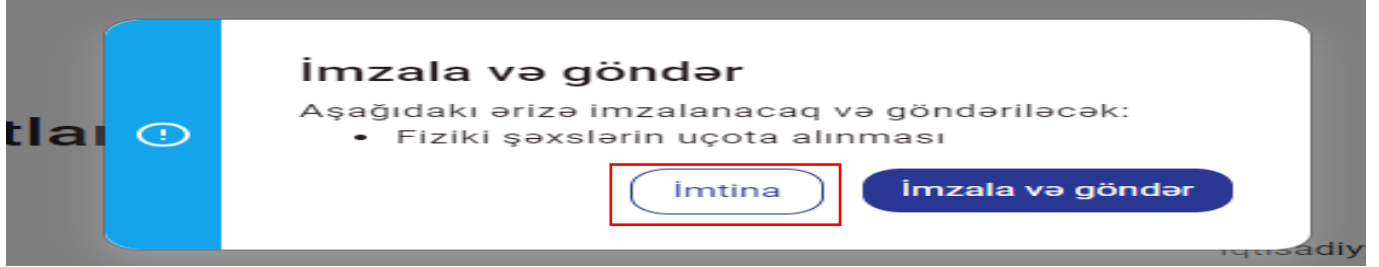 İmzala və göndər
Aşağıdakı ərizə imzalanacaq və göndəriləcək:
• Fiziki şəxslərin uçota alınması
İmtina
İmzala və göndər